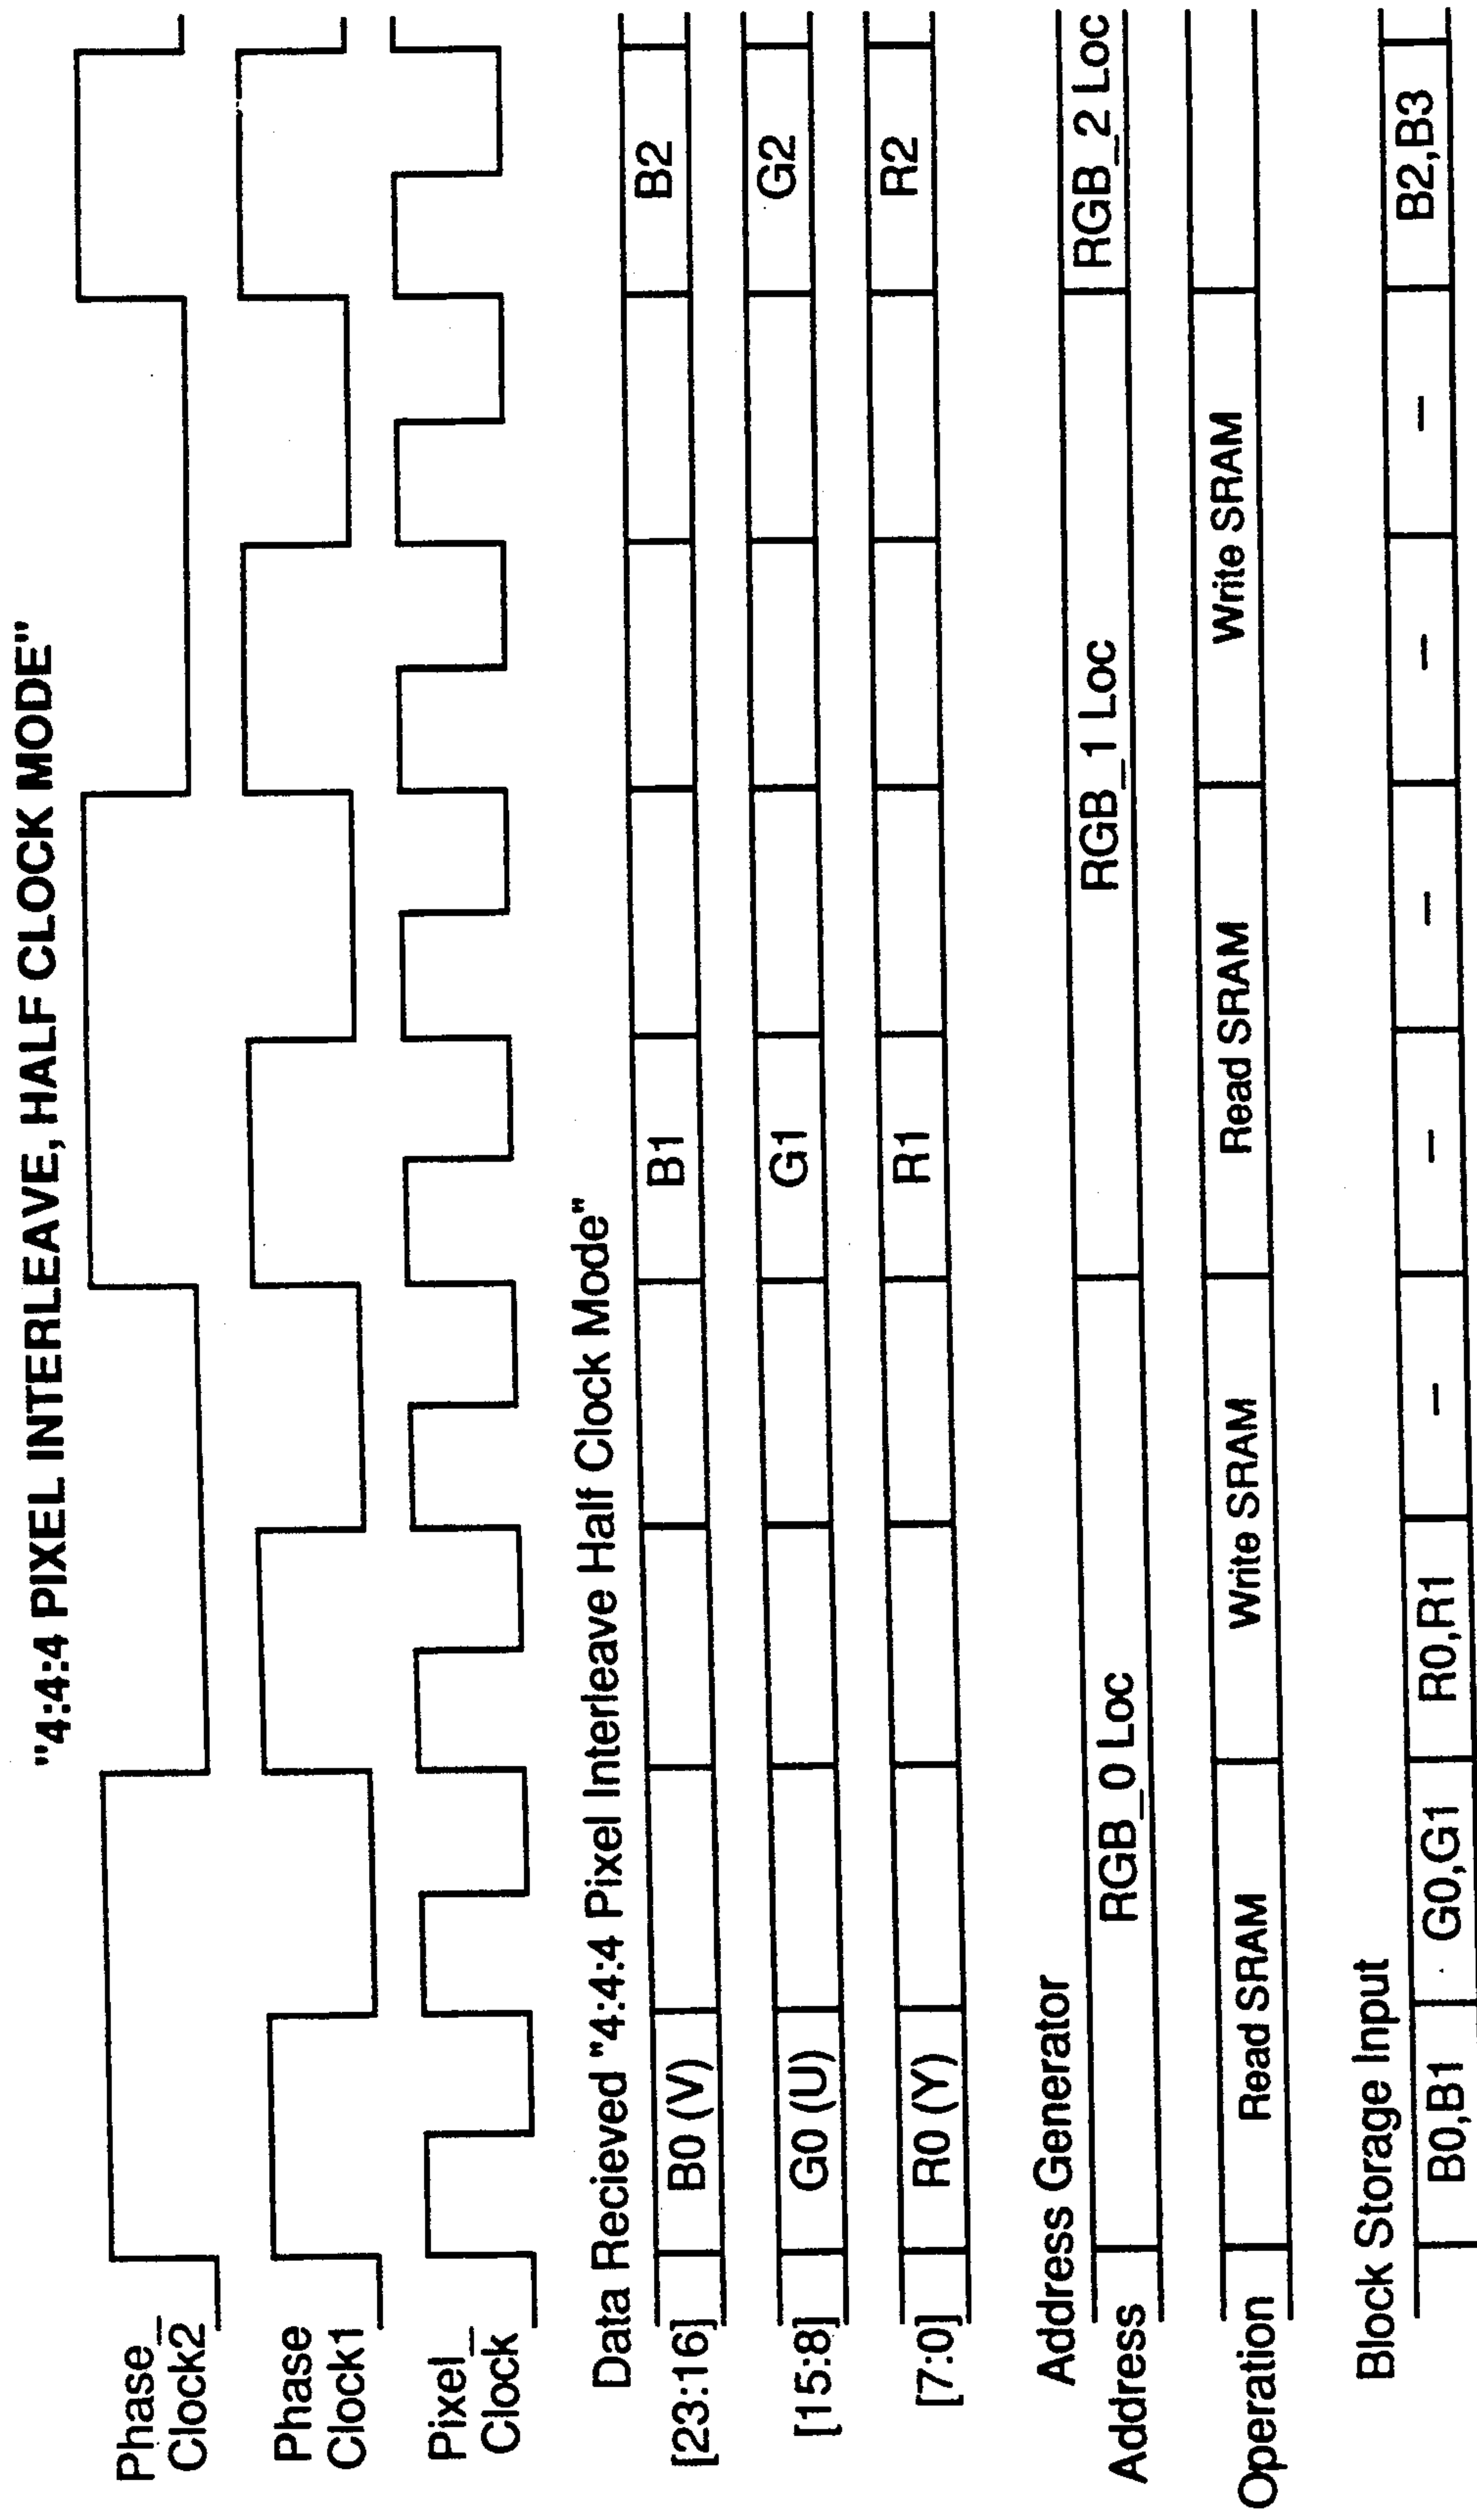 "4:4:4 PIXEL INTERLEAVE, HALF CLOCK MODE"
Phase_
Clock2
Phase
Clock1
Pixel_
Clock
Data Recieved "4:4:4 Pixel Interleave Half Clock Mode"
[23:16] B0 (V) B1 B2
[15:8] G0 (U) G1 G2
[7:0] R0 (Y) R1 R2
Address Generator
Address RGB_0 Loc RGB_1 Loc RGB_2 Loc
Operation Read SRAM Write SRAM Read SRAM Write SRAM
Block Storage Input
B0,B1 G0,G1 R0,R1 – – – – – B2,B3